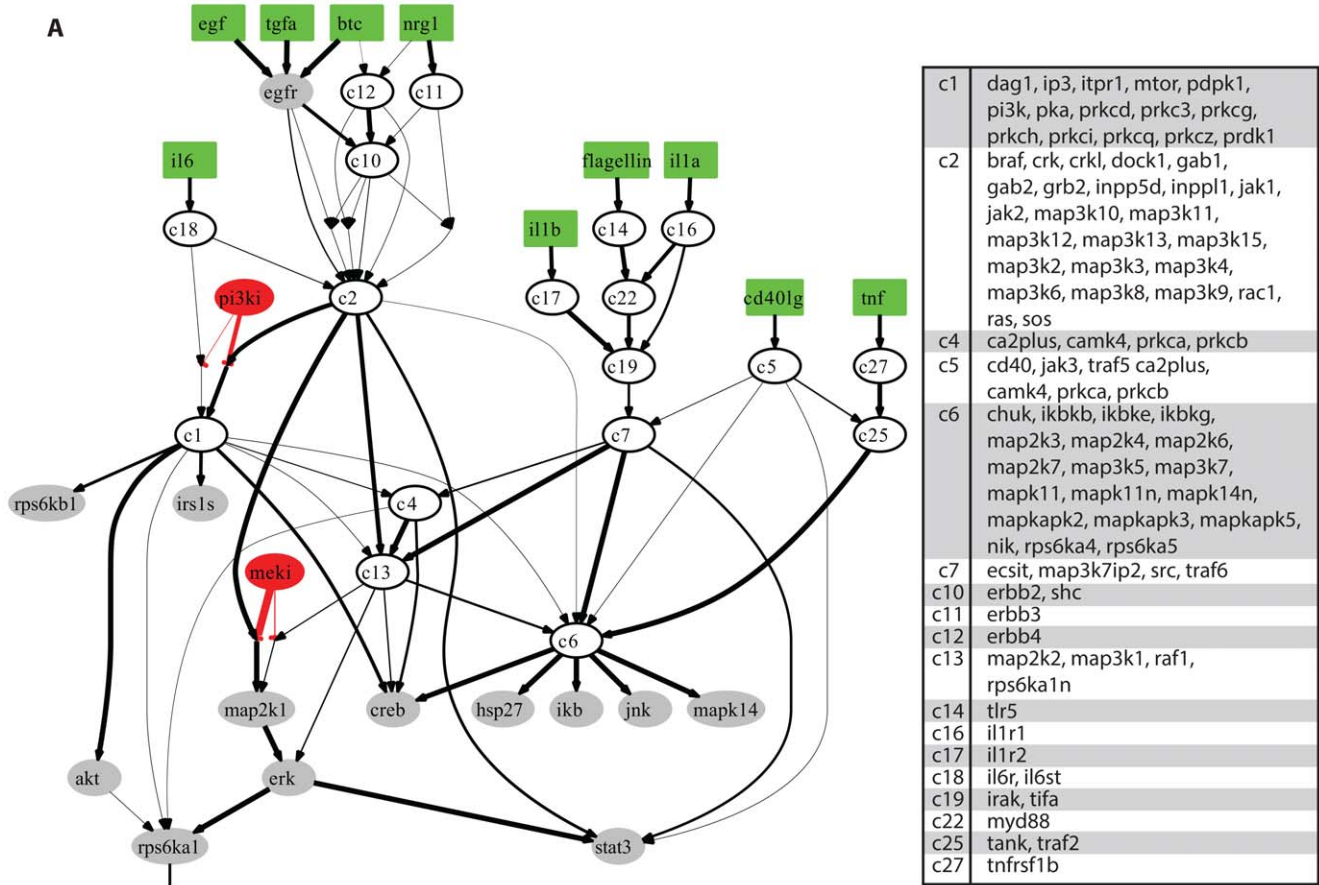 A
egf tgfa btc nrg1
egfr c12 c11
c10
il6 flagellin il1a
c18 il1b c14 c16
pi3ki c2 c17 c22 cd40lg tnf
c19 c5 c27
c1 c7 c25
rps6kb1 irs1s c4
meki c13
c6
map2k1 creb hsp27 ikb jnk mapk14
akt erk
rps6ka1 stat3
c1 dag1, ip3, itpr1, mtor, pdpk1,
pi3k, pka, prkcd, prkc3, prkcg,
prkch, prkci, prkcq, prkcz, prdk1
c2 braf, crk, crkl, dock1, gab1,
gab2, grb2, inpp5d, inppl1, jak1,
jak2, map3k10, map3k11,
map3k12, map3k13, map3k15,
map3k2, map3k3, map3k4,
map3k6, map3k8, map3k9, rac1,
ras, sos
c4 ca2plus, camk4, prkca, prkcb
c5 cd40, jak3, traf5 ca2plus,
camk4, prkca, prkcb
c6 chuk, ikbkb, ikbke, ikbkg,
map2k3, map2k4, map2k6,
map2k7, map3k5, map3k7,
mapk11, mapk11n, mapk14n,
mapkapk2, mapkapk3, mapkapk5,
nik, rps6ka4, rps6ka5
c7 ecsit, map3k7ip2, src, traf6
c10 erbb2, shc
c11 erbb3
c12 erbb4
c13 map2k2, map3k1, raf1,
rps6ka1n
c14 tlr5
c16 il1r1
c17 il1r2
c18 il6r, il6st
c19 irak, tifa
c22 myd88
c25 tank, traf2
c27 tnfrsf1b